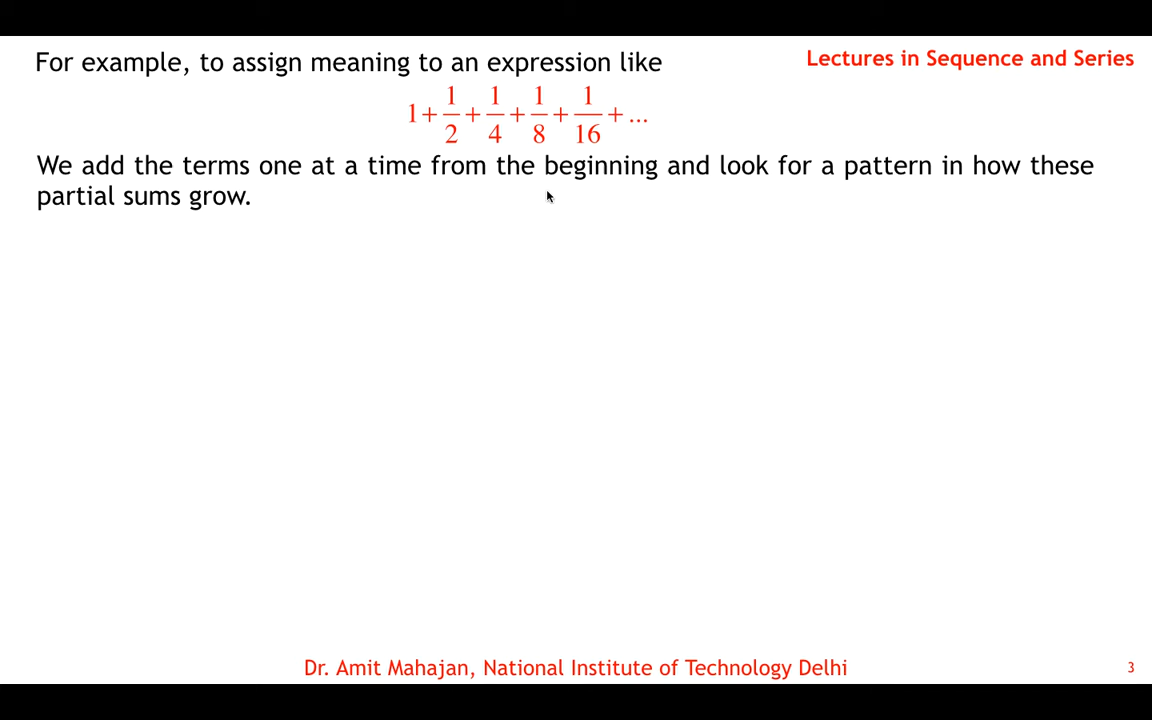 For example, to assign meaning to an expression like
Lectures in Sequence and Series
1 + 1/2 + 1/4 + 1/8 + 1/16 + ...
We add the terms one at a time from the beginning and look for a pattern in how these
partial sums grow.
Dr. Amit Mahajan, National Institute of Technology Delhi
3